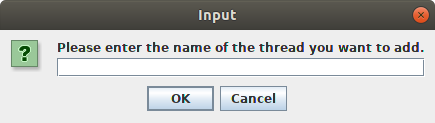 Input
Please enter the name of the thread you want to add.
OK Cancel